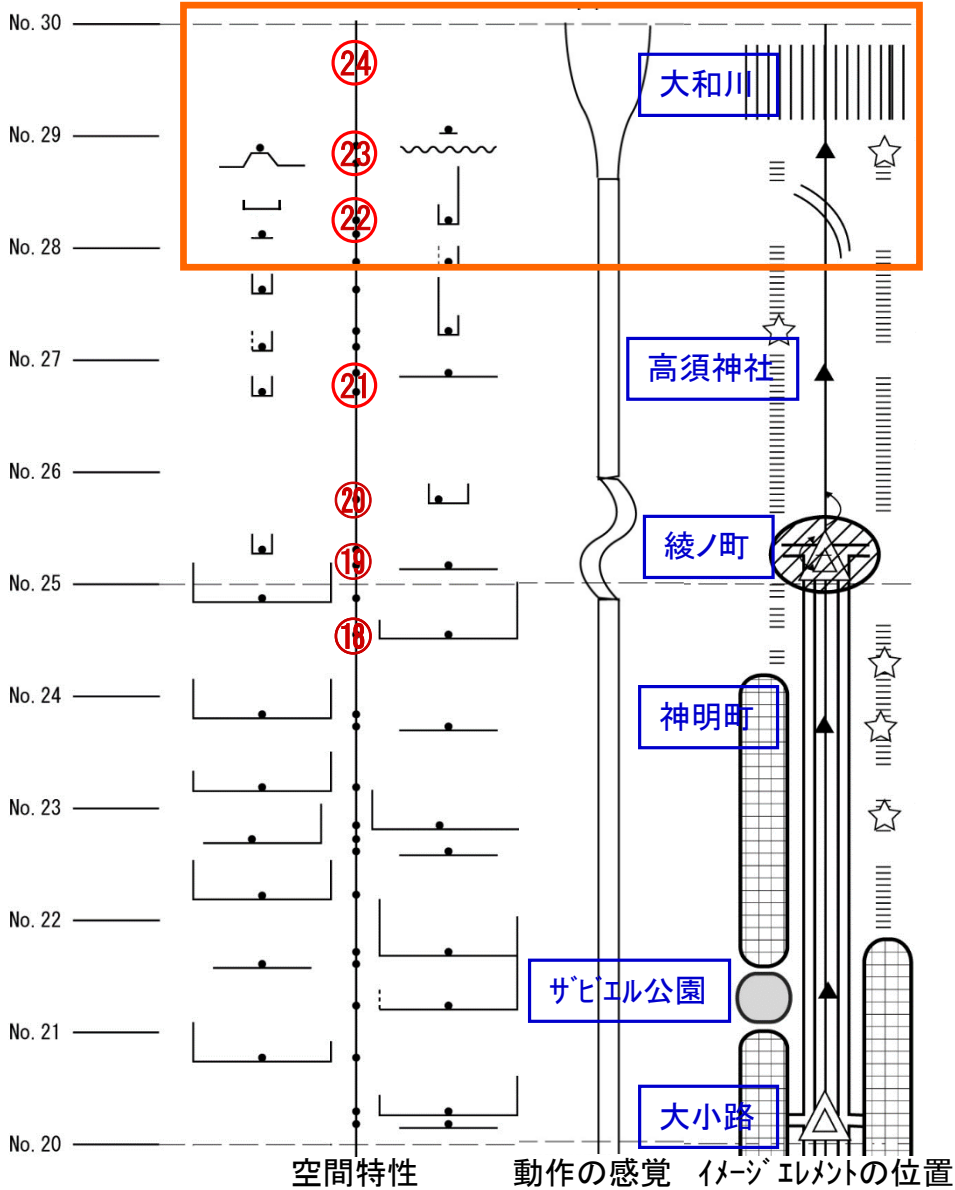 No. 30
㉔
大和川
No. 29
㉓
㉒
No. 28
No. 27
㉑
高須神社
No. 26
⑳
綾ノ町
⑲
No. 25
⑱
No. 24
神明町
No. 23
No. 22
ｻﾞﾋﾞｴﾙ公園
No. 21
大小路
No. 20
空間特性 動作の感覚 ｲﾒｰｼﾞｴﾚﾒﾝﾄの位置